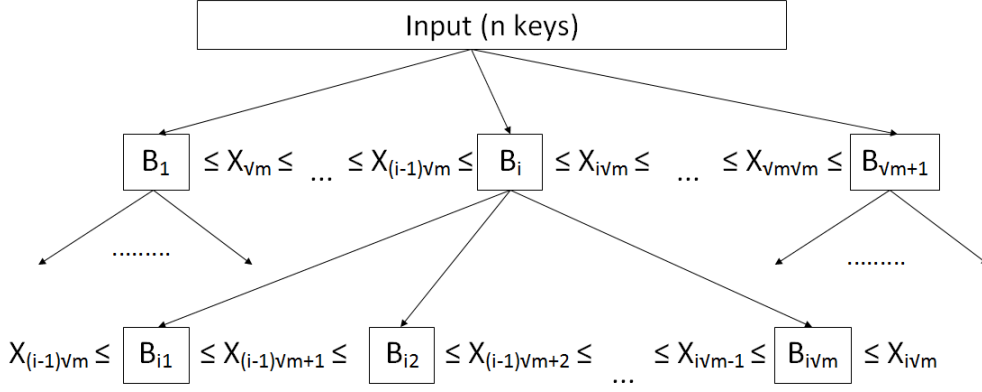 Input (n keys)
B₁ ≤ X√m ≤ ... ≤ X(i-1)√m ≤ Bᵢ ≤ Xi√m ≤ ... ≤ X√m√m ≤ B√m+1
......... .........
X(i-1)√m ≤ Bi1 ≤ X(i-1)√m+1 ≤ Bi2 ≤ X(i-1)√m+2 ≤ ... ≤ Xi√m-1 ≤ Bi√m ≤ Xi√m